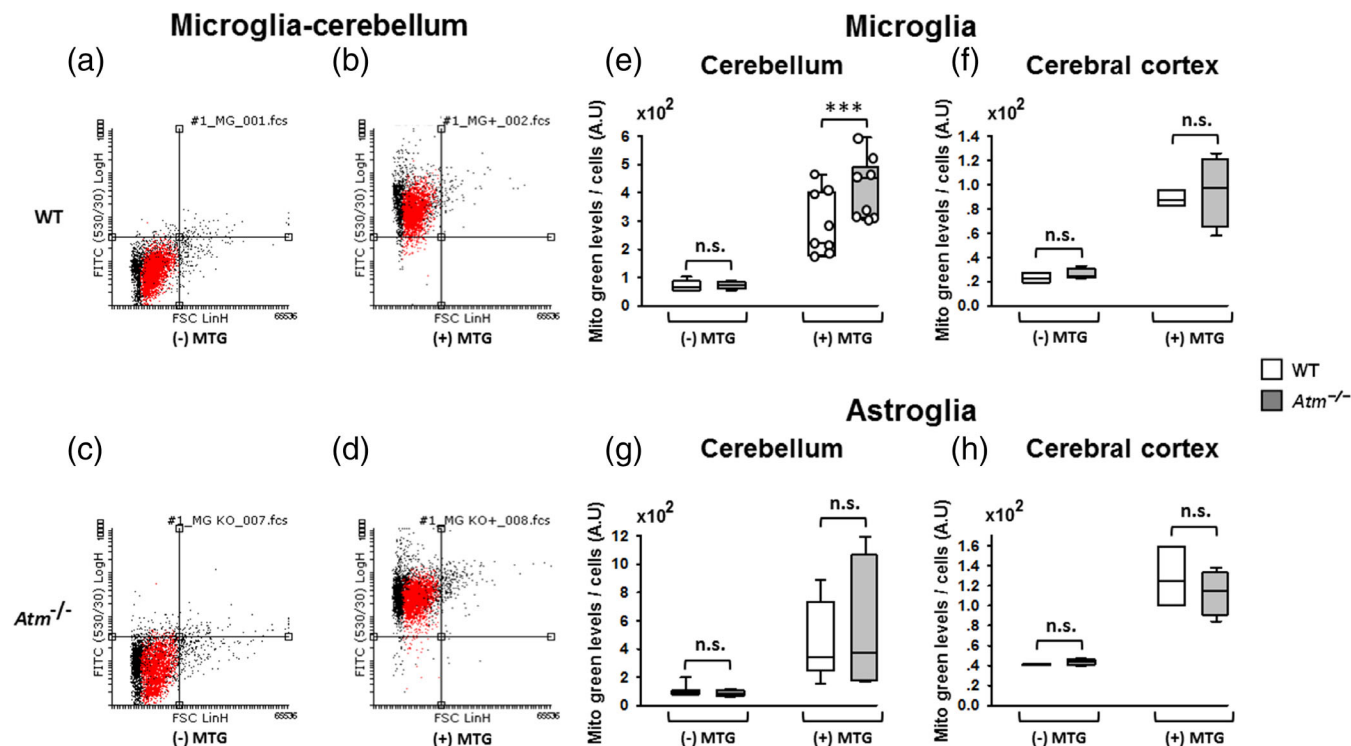 Microglia-cerebellum
Microglia
(a)
(b)
(e)
Cerebellum
(f)
Cerebral cortex
WT
#1_MG_001.fcs
FITC (530/30) LogH
FSC LinH
65536
(-) MTG
#1_MG+_002.fcs
FITC (530/30) LogH
FSC LinH
65536
(+) MTG
x10²
Mito green levels / cells (A.U)
6
5
4
3
2
1
0
n.s.
***
(-) MTG
(+) MTG
x10²
Mito green levels / cells (A.U)
1.4
1.2
1.0
.8
.6
.4
.2
0.0
n.s.
n.s.
(-) MTG
(+) MTG
WT
Atm⁻/⁻
Astroglia
(c)
(d)
(g)
Cerebellum
(h)
Cerebral cortex
Atm-/-
#1_MG KO_007.fcs
FITC (530/30) LogH
FSC LinH
65536
(-) MTG
#1_MG KO+_008.fcs
FITC (530/30) LogH
FSC LinH
65536
(+) MTG
x10²
Mito green levels / cells (A.U)
12
10
8
6
4
2
0
n.s.
n.s.
(-) MTG
(+) MTG
x10²
Mito green levels / cells (A.U)
1.6
1.4
1.2
1.0
.8
.6
.4
.2
0
n.s.
n.s.
(-) MTG
(+) MTG